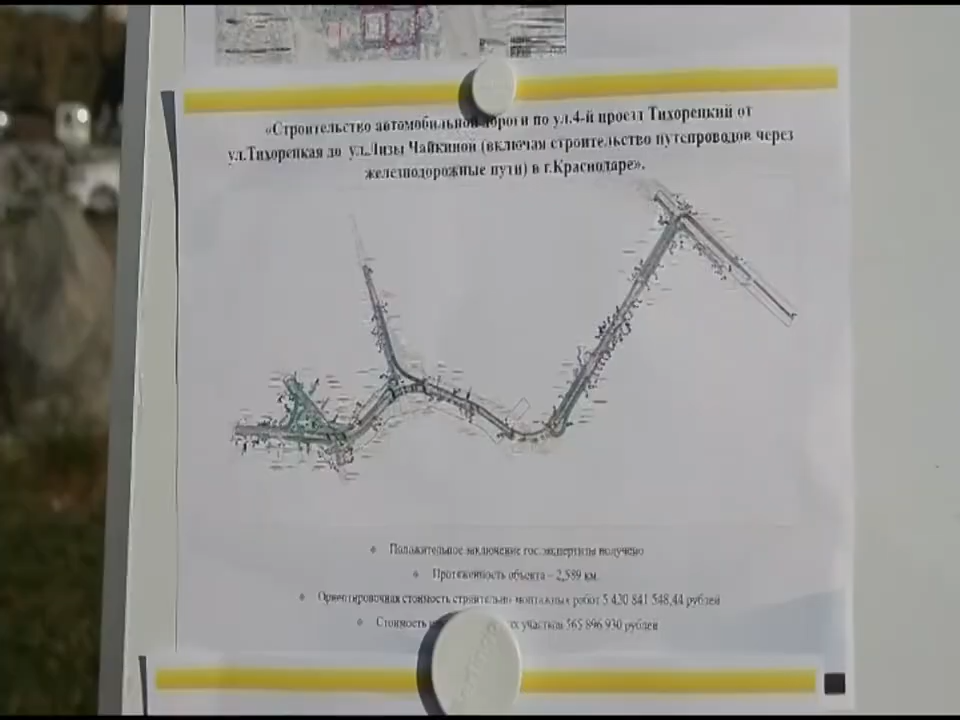 «Строительство автомобильной дороги по ул.4-й проезд Тихорецкий от
ул.Тихорецкая до ул.Лизы Чайкиной (включая строительство путепроводов через
железнодорожные пути) в г.Краснодаре».
Положительное заключение гос.экспертизы получено
Протяженность объекта – 2,589 км.
Ориентировочная стоимость строительно монтажных работ 5 420 841 548,44 рублей
Стоимость участков 565 896 930 рублей